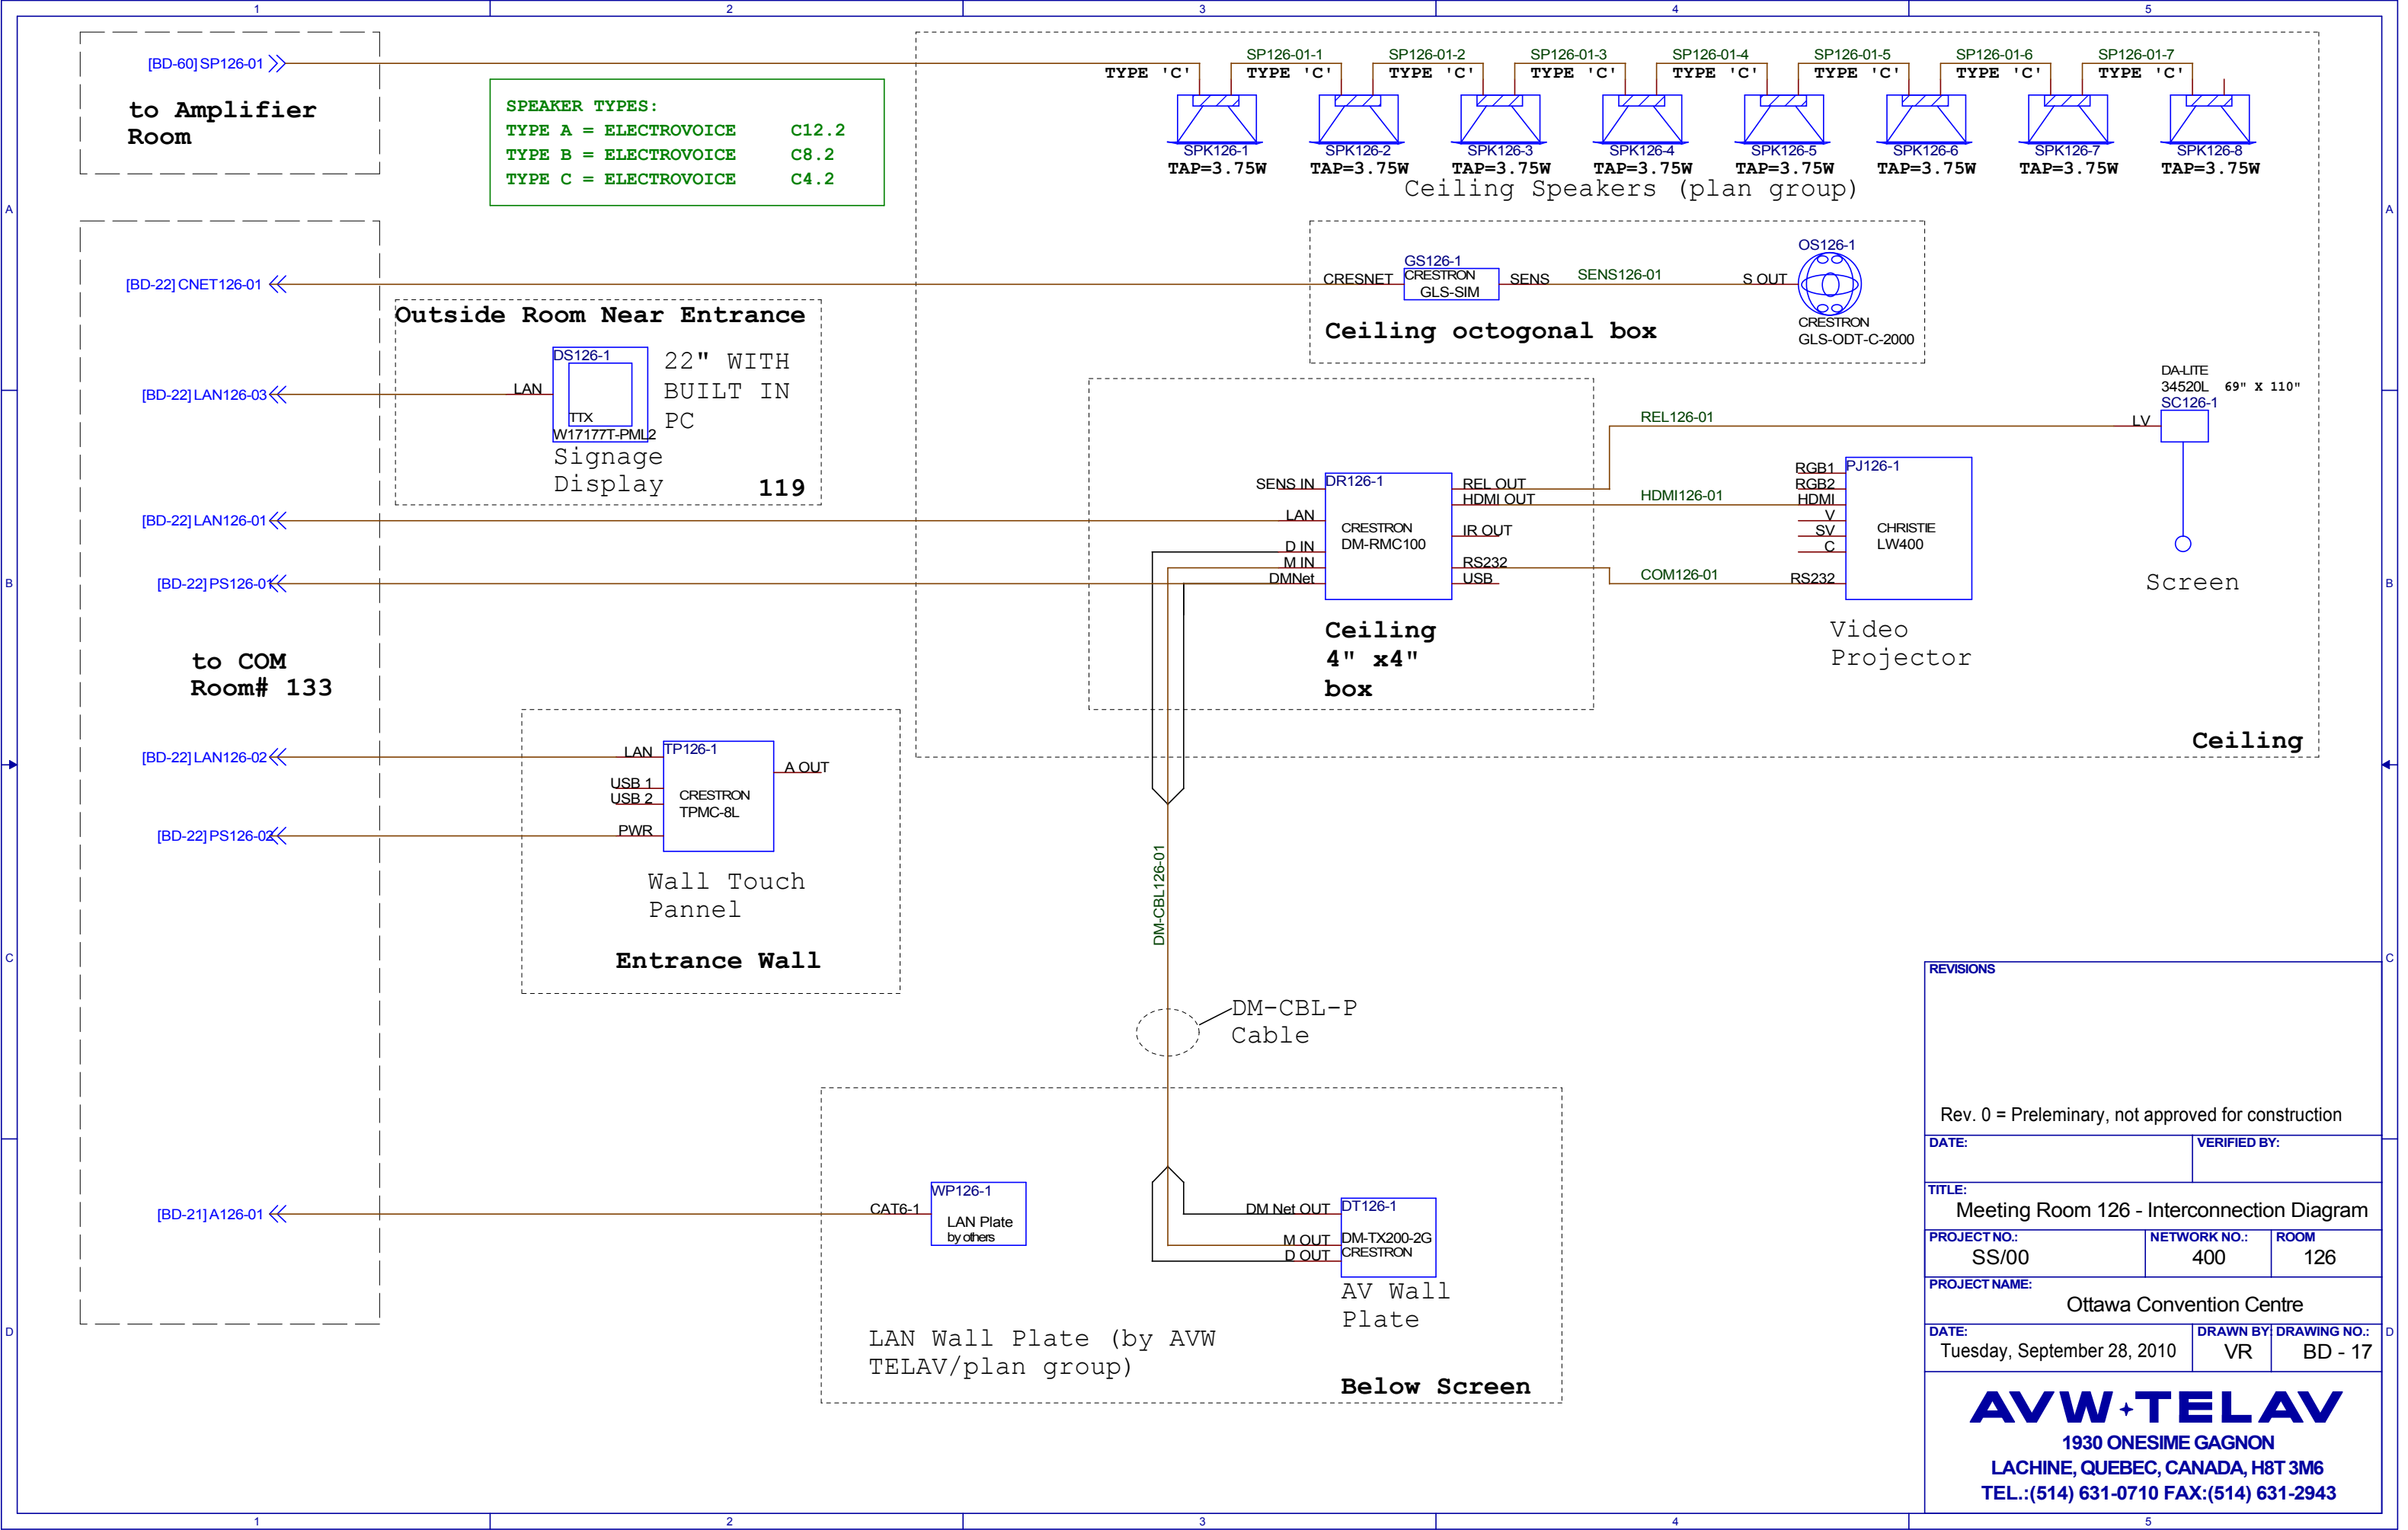 1 2 3 4 5
[BD-60] SP126-01
to Amplifier
Room
SPEAKER TYPES:
TYPE A = ELECTROVOICE C12.2
TYPE B = ELECTROVOICE C8.2
TYPE C = ELECTROVOICE C4.2
SP126-01-1 SP126-01-2 SP126-01-3 SP126-01-4 SP126-01-5 SP126-01-6 SP126-01-7
TYPE 'C' TYPE 'C' TYPE 'C' TYPE 'C' TYPE 'C' TYPE 'C' TYPE 'C' TYPE 'C'
SPK126-1 SPK126-2 SPK126-3 SPK126-4 SPK126-5 SPK126-6 SPK126-7 SPK126-8
TAP=3.75W TAP=3.75W TAP=3.75W TAP=3.75W TAP=3.75W TAP=3.75W TAP=3.75W TAP=3.75W
Ceiling Speakers (plan group)
A A
[BD-22] CNET126-01
CRESNET
GS126-1
CRESTRON
GLS-SIM
SENS
SENS126-01
S OUT
OS126-1
CRESTRON
GLS-ODT-C-2000
Ceiling octogonal box
Outside Room Near Entrance
[BD-22] LAN126-03
LAN
DS126-1
TTX
W17177T-PML2
22" WITH
BUILT IN
PC
Signage
Display
119
DA-LITE
34520L 69" X 110"
SC126-1
LV
Screen
REL126-01
[BD-22] LAN126-01
[BD-22] PS126-01
SENS IN
LAN
D IN
M IN
DMNet
DR126-1
CRESTRON
DM-RMC100
REL OUT
HDMI OUT
IR OUT
RS232
USB
HDMI126-01
COM126-01
RGB1
RGB2
HDMI
V
SV
C
RS232
PJ126-1
CHRISTIE
LW400
Video
Projector
Ceiling
4" x4"
box
Ceiling
B B
to COM
Room# 133
[BD-22] LAN126-02
[BD-22] PS126-02
LAN
USB 1
USB 2
PWR
TP126-1
CRESTRON
TPMC-8L
A OUT
Wall Touch
Pannel
Entrance Wall
DM-CBL126-01
DM-CBL-P
Cable
C C
[BD-21] A126-01
CAT6-1
WP126-1
LAN Plate
by others
DM Net OUT
M OUT
D OUT
DT126-1
DM-TX200-2G
CRESTRON
AV Wall
Plate
LAN Wall Plate (by AVW
TELAV/plan group)
Below Screen
D D
REVISIONS
Rev. 0 = Preleminary, not approved for construction
DATE: VERIFIED BY:
TITLE:
Meeting Room 126 - Interconnection Diagram
PROJECT NO.: NETWORK NO.: ROOM
SS/00 400 126
PROJECT NAME:
Ottawa Convention Centre
DATE: DRAWN BY: DRAWING NO.:
Tuesday, September 28, 2010 VR BD - 17
AVW TELAV
1930 ONESIME GAGNON
LACHINE, QUEBEC, CANADA, H8T 3M6
TEL.:(514) 631-0710 FAX:(514) 631-2943
1 2 3 4 5